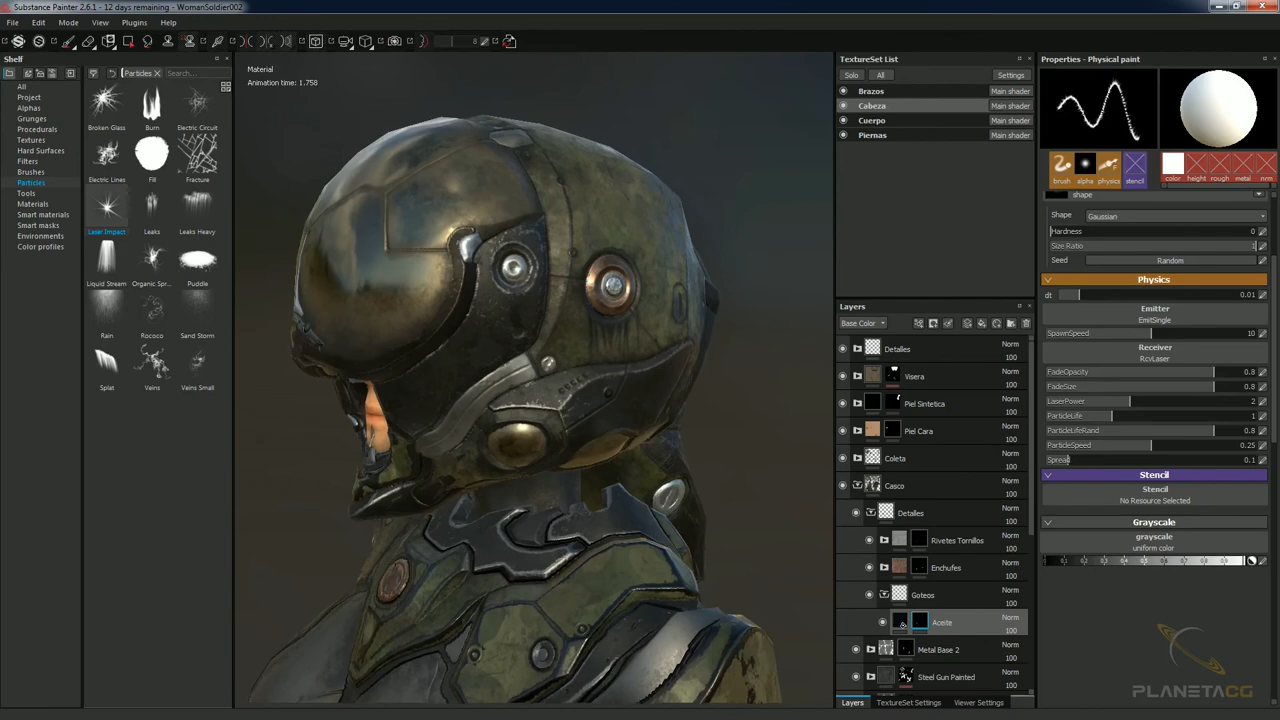 Substance Painter 2.6.1 - 12 days remaining - WomanSoldier002
File Edit Mode View Plugins Help
8
Shelf
Particles
Search...
All
Project
Alphas
Grunges
Procedurals
Textures
Hard Surfaces
Filters
Brushes
Particles
Tools
Materials
Smart materials
Smart masks
Environments
Color profiles
Broken Glass Burn Electric Circuit
Electric Lines Fill Fracture
Laser Impact Leaks Leaks Heavy
Liquid Stream Organic Spr... Puddle
Rain Rococo Sand Storm
Splat Veins Veins Small
Material
Animation time: 1.758
TextureSet List
Solo All Settings
Brazos Main shader
Cabeza Main shader
Cuerpo Main shader
Piernas Main shader
Layers
Base Color
Detalles Norm 100
Visera Norm 100
Piel Sintetica Norm 100
Piel Cara Norm 100
Coleta Norm 100
Casco Norm 100
Detalles Norm 100
Rivetes Tornillos Norm 100
Enchufes Norm 100
Goteos Norm 100
Aceite Norm 100
Metal Base 2 Norm 100
Steel Gun Painted Norm 100
Layers TextureSet Settings Viewer Settings
Properties - Physical paint
brush alpha physics stencil color height rough metal nrm
shape
Shape Gaussian
Hardness 0
Size Ratio 1
Seed Random
Physics
dt 0.01
Emitter
EmitSingle
SpawnSpeed 10
Receiver
RcvLaser
FadeOpacity 0.8
FadeSize 0.8
LaserPower 2
ParticleLife 1
ParticleLifeRand 0.8
ParticleSpeed 0.25
Spread 0.1
Stencil
Stencil
No Resource Selected
Grayscale
grayscale
uniform color
PLANETACG